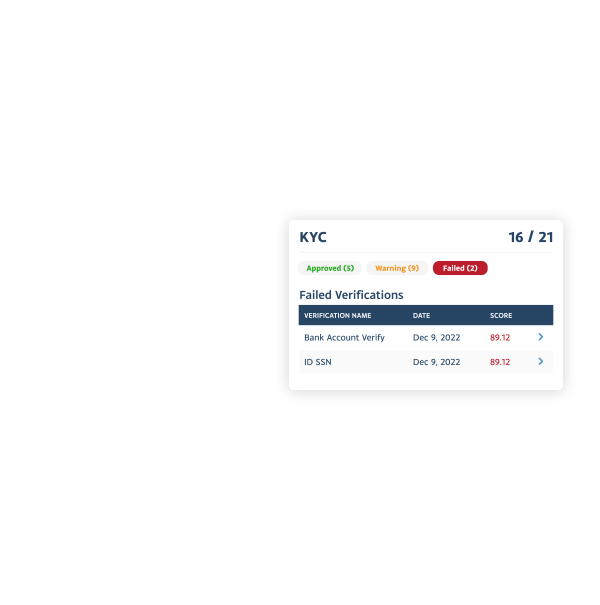 KYC 16 / 21
Approved (5) Warning (9) Failed (2)
Failed Verifications
VERIFICATION NAME DATE SCORE
Bank Account Verify Dec 9, 2022 89.12
ID SSN Dec 9, 2022 89.12